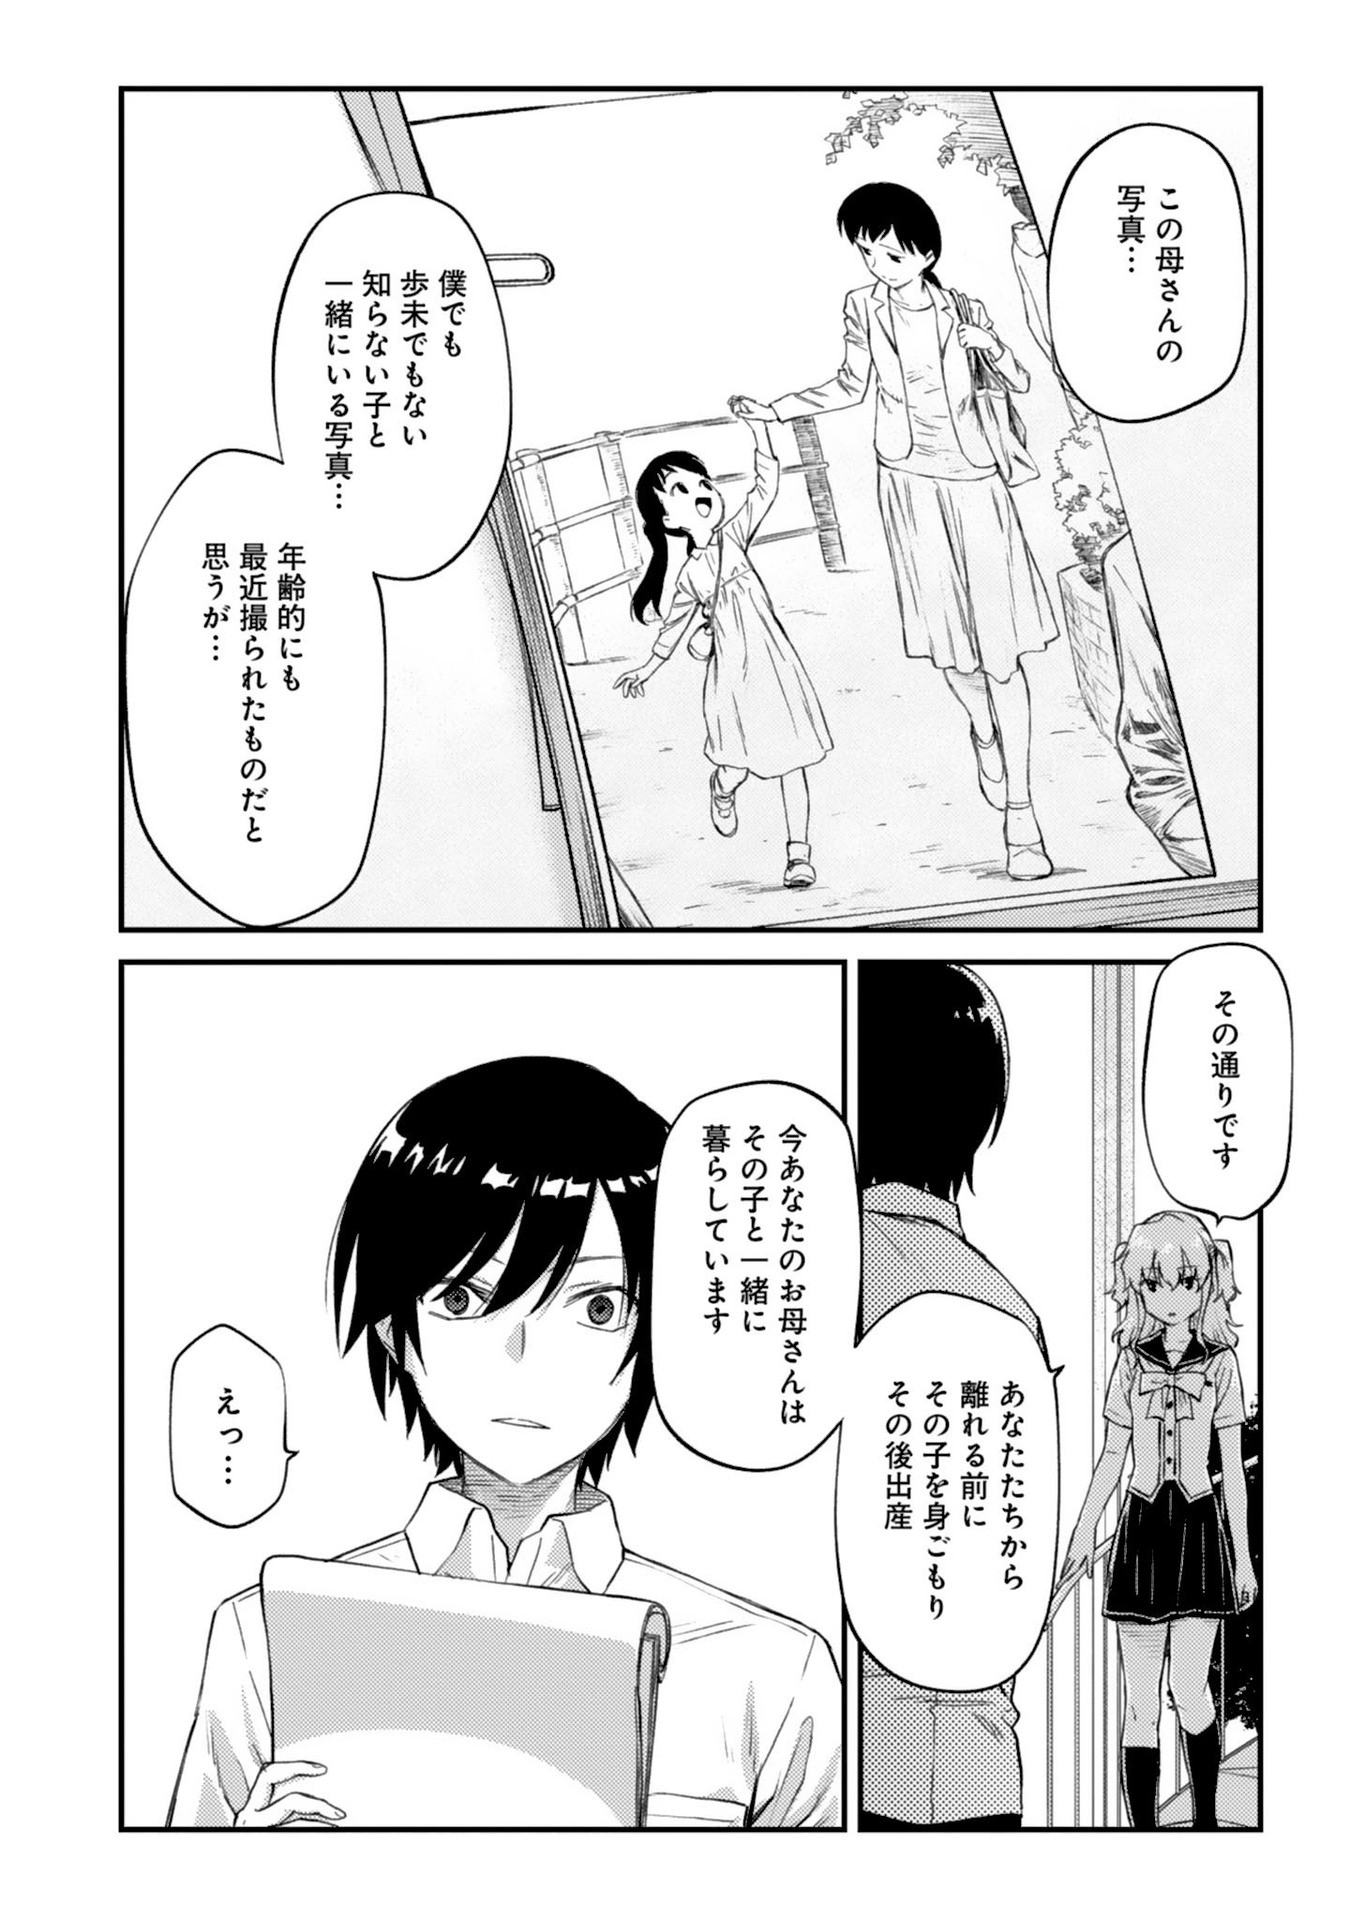 この母さんの
写真…
僕でも
歩未でもない
知らない子と
一緒にいる写真…
年齢的にも
最近撮られたものだと
思うが…
その通りです
あなたたちから
離れる前に
その子を身ごもり
その後出産
今あなたのお母さんは
その子と一緒に
暮らしています
えっ…